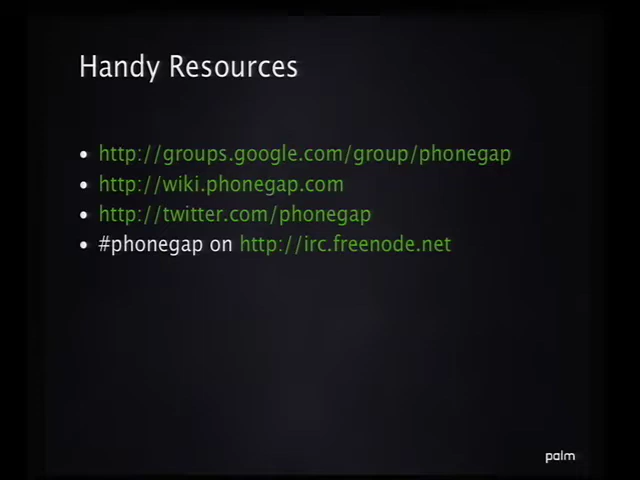 Handy Resources
• http://groups.google.com/group/phonegap
• http://wiki.phonegap.com
• http://twitter.com/phonegap
• #phonegap on http://irc.freenode.net
palm